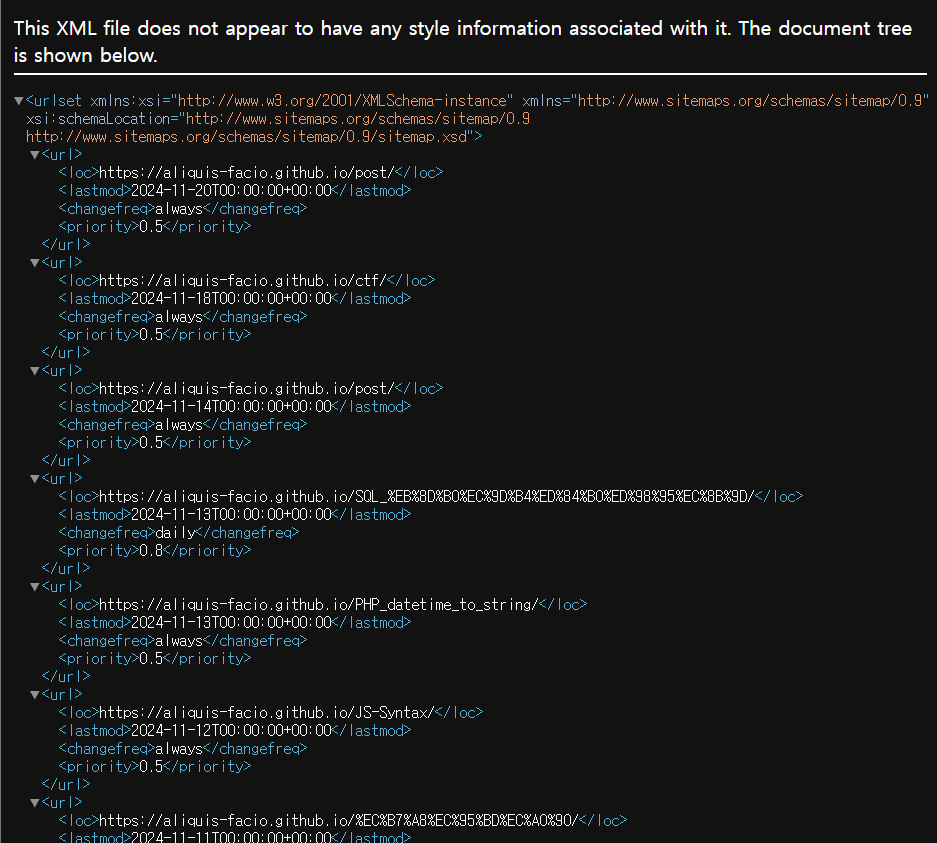 This XML file does not appear to have any style information associated with it. The document tree
is shown below.
▼<urlset xmlns:xsi="http://www.w3.org/2001/XMLSchema-instance" xmlns="http://www.sitemaps.org/schemas/sitemap/0.9"
xsi:schemaLocation="http://www.sitemaps.org/schemas/sitemap/0.9
http://www.sitemaps.org/schemas/sitemap/0.9/sitemap.xsd">
▼<url>
<loc>https://aliquis-facio.github.io/post/</loc>
<lastmod>2024-11-20T00:00:00+00:00</lastmod>
<changefreq>always</changefreq>
<priority>0.5</priority>
</url>
▼<url>
<loc>https://aliquis-facio.github.io/ctf/</loc>
<lastmod>2024-11-18T00:00:00+00:00</lastmod>
<changefreq>always</changefreq>
<priority>0.5</priority>
</url>
▼<url>
<loc>https://aliquis-facio.github.io/post/</loc>
<lastmod>2024-11-14T00:00:00+00:00</lastmod>
<changefreq>always</changefreq>
<priority>0.5</priority>
</url>
▼<url>
<loc>https://aliquis-facio.github.io/SQL_%EB%8D%B0%EC%9D%B4%ED%84%B0%ED%98%95%EC%8B%9D/</loc>
<lastmod>2024-11-13T00:00:00+00:00</lastmod>
<changefreq>daily</changefreq>
<priority>0.8</priority>
</url>
▼<url>
<loc>https://aliquis-facio.github.io/PHP_datetime_to_string/</loc>
<lastmod>2024-11-13T00:00:00+00:00</lastmod>
<changefreq>always</changefreq>
<priority>0.5</priority>
</url>
▼<url>
<loc>https://aliquis-facio.github.io/JS-Syntax/</loc>
<lastmod>2024-11-12T00:00:00+00:00</lastmod>
<changefreq>always</changefreq>
<priority>0.5</priority>
</url>
▼<url>
<loc>https://aliquis-facio.github.io/%EC%B7%A8%EC%95%BD%EC%A0%90/</loc>
<lastmod>2024-11-11T00:00:00+00:00</lastmod>